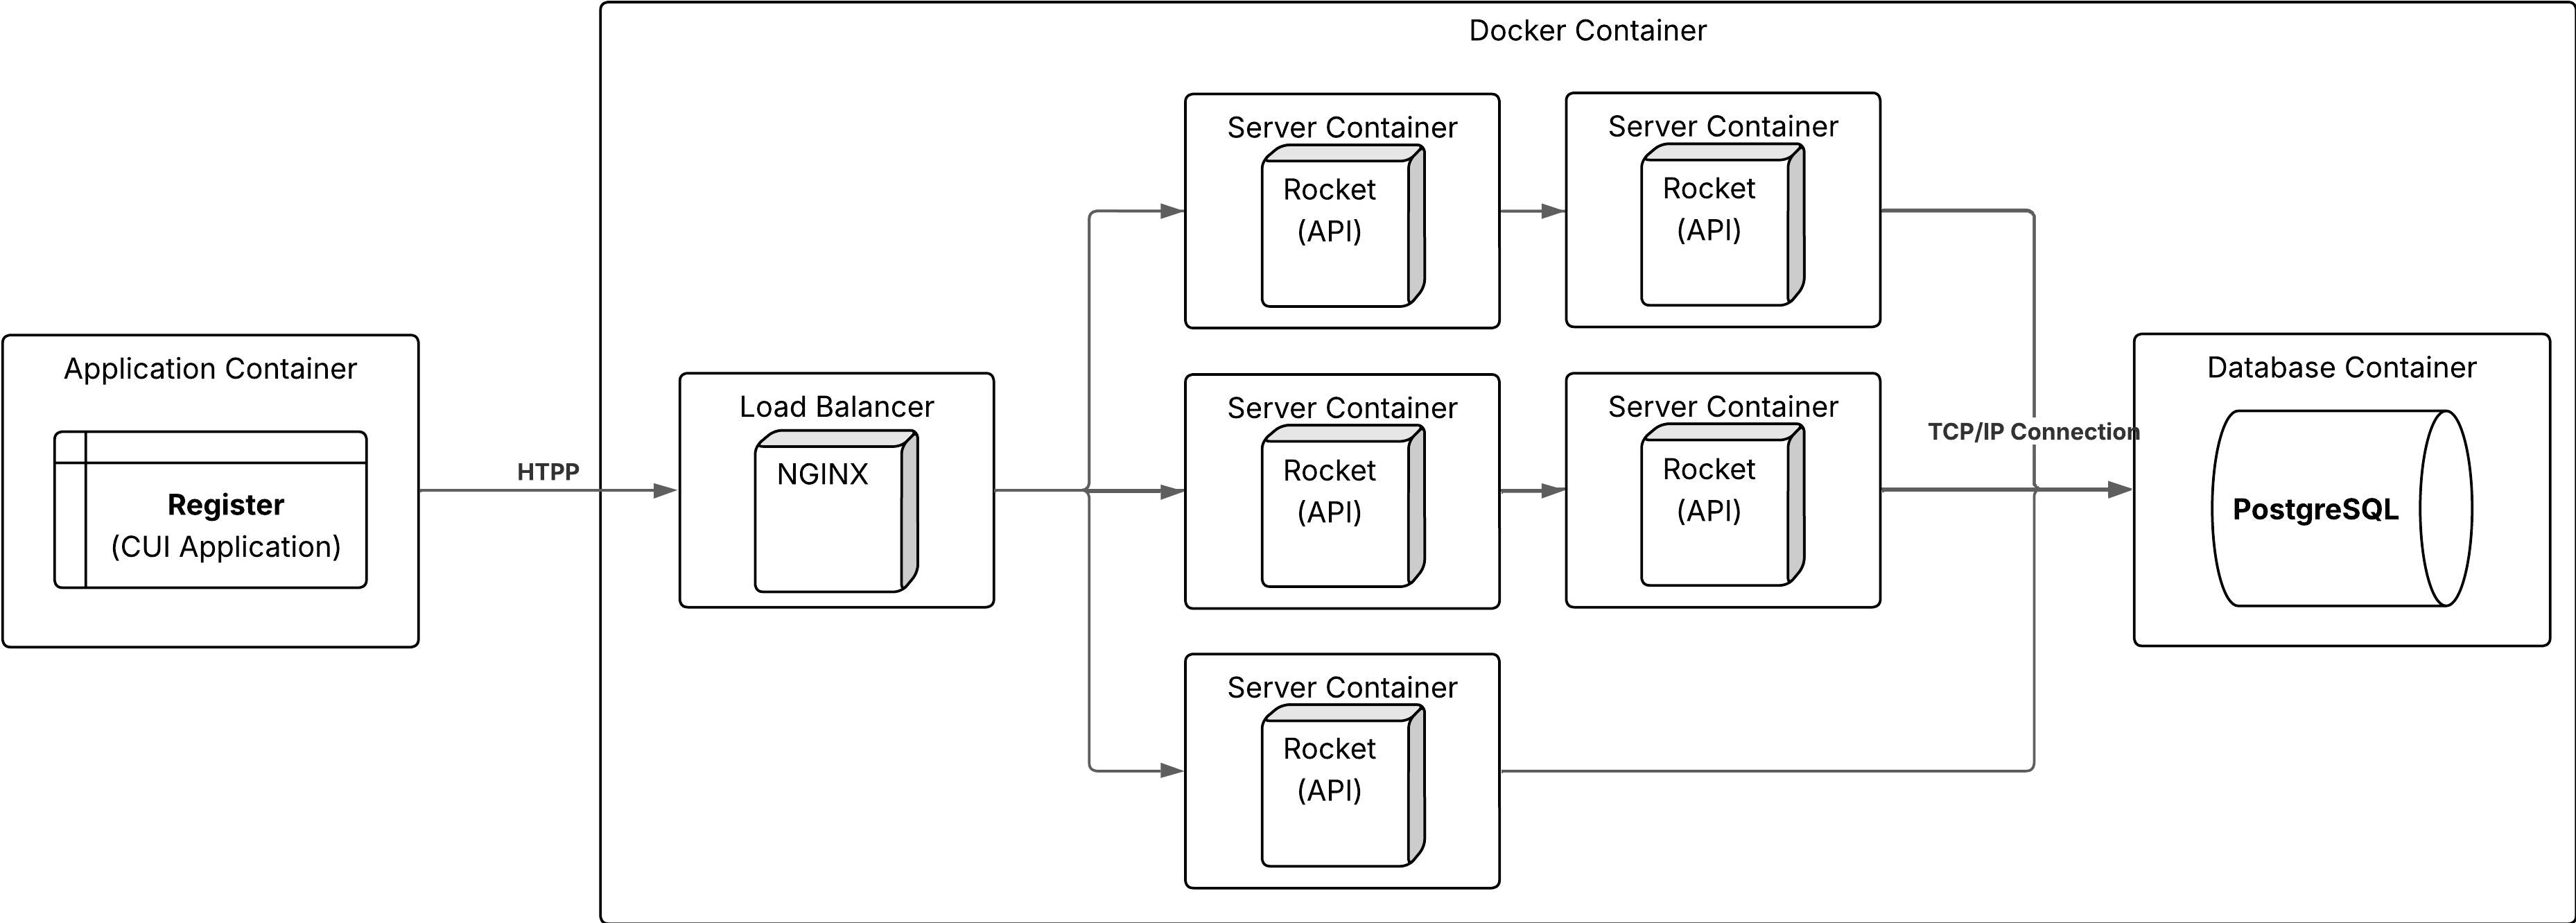 Docker Container
Application Container
Register
(CUI Application)
HTPP
Load Balancer
NGINX
Server Container
Rocket
(API)
Server Container
Rocket
(API)
Server Container
Rocket
(API)
Server Container
Rocket
(API)
Server Container
Rocket
(API)
TCP/IP Connection
Database Container
PostgreSQL